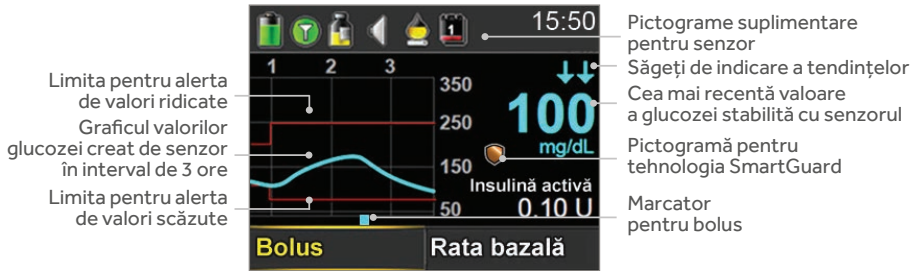 Limita pentru alerta
de valori ridicate
Graficul valorilor
glucozei creat de senzor
în interval de 3 ore
Limita pentru alerta
de valori scăzute
1
15:50
1 2 3
350
250
150
50
100
mg/dL
Insulină activă
0.10 U
Bolus
Rata bazală
Pictograme suplimentare
pentru senzor
Săgeți de indicare a tendințelor
Cea mai recentă valoare
a glucozei stabilită cu senzorul
Pictogramă pentru
tehnologia SmartGuard
Marcator
pentru bolus